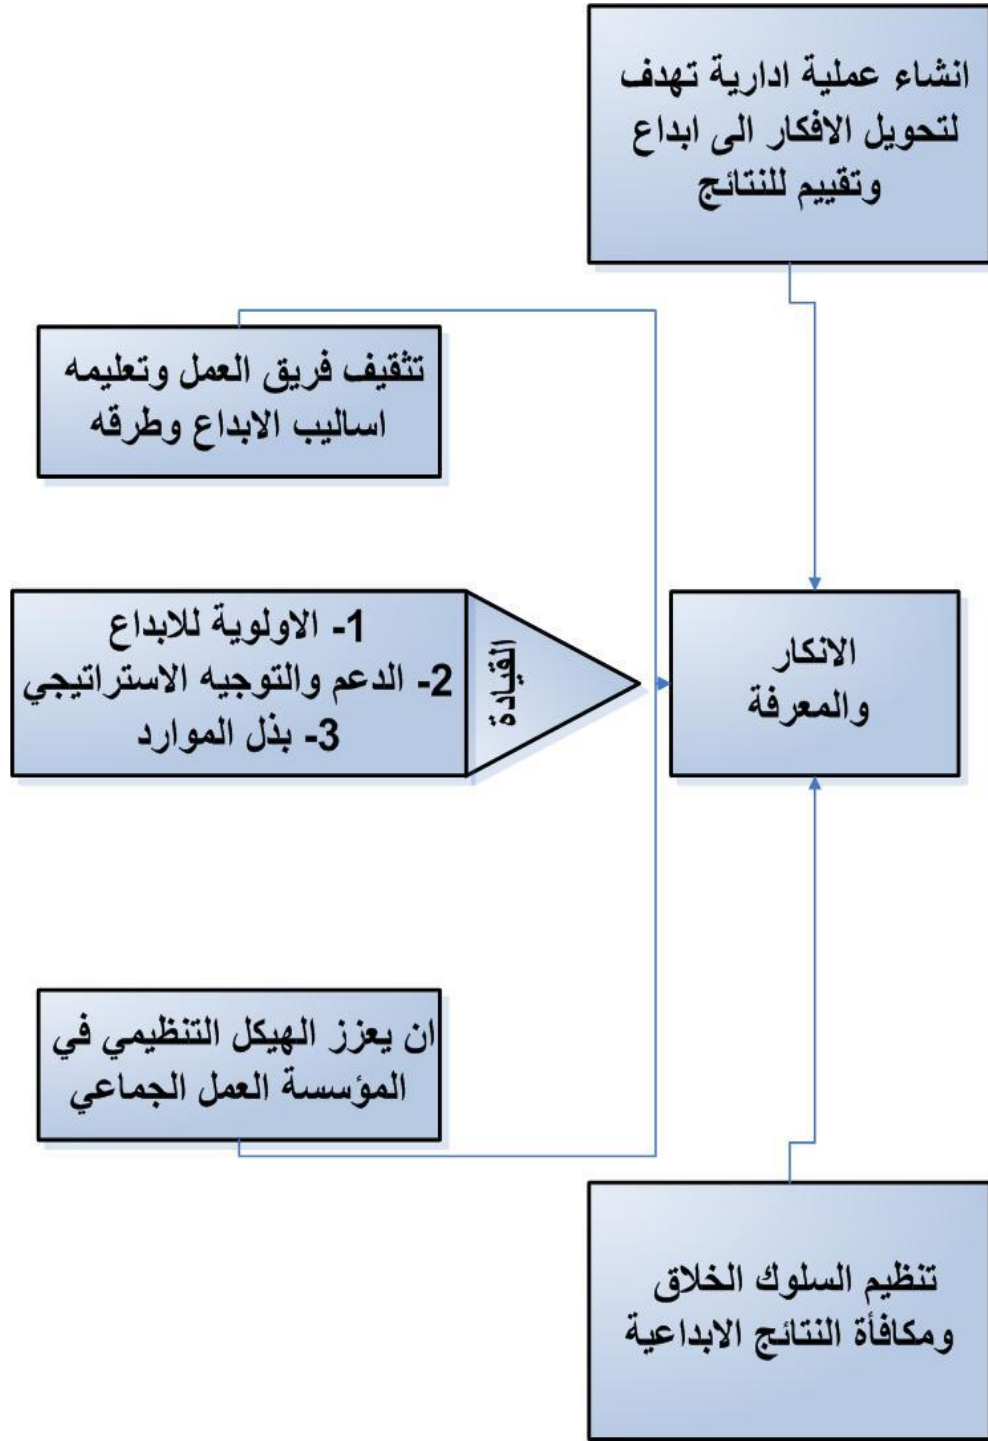 انشاء عملية ادارية تهدف
لتحويل الافكار الى ابداع
وتقييم للنتائج
تثقيف فريق العمل وتعليمه
اساليب الابداع وطرقه
1- الاولوية للابداع
2- الدعم والتوجيه الاستراتيجي
3- بذل الموارد
القيادة
الانكار
والمعرفة
ان يعزز الهيكل التنظيمي في
المؤسسة العمل الجماعي
تنظيم السلوك الخلاق
ومكافأة النتائج الابداعية